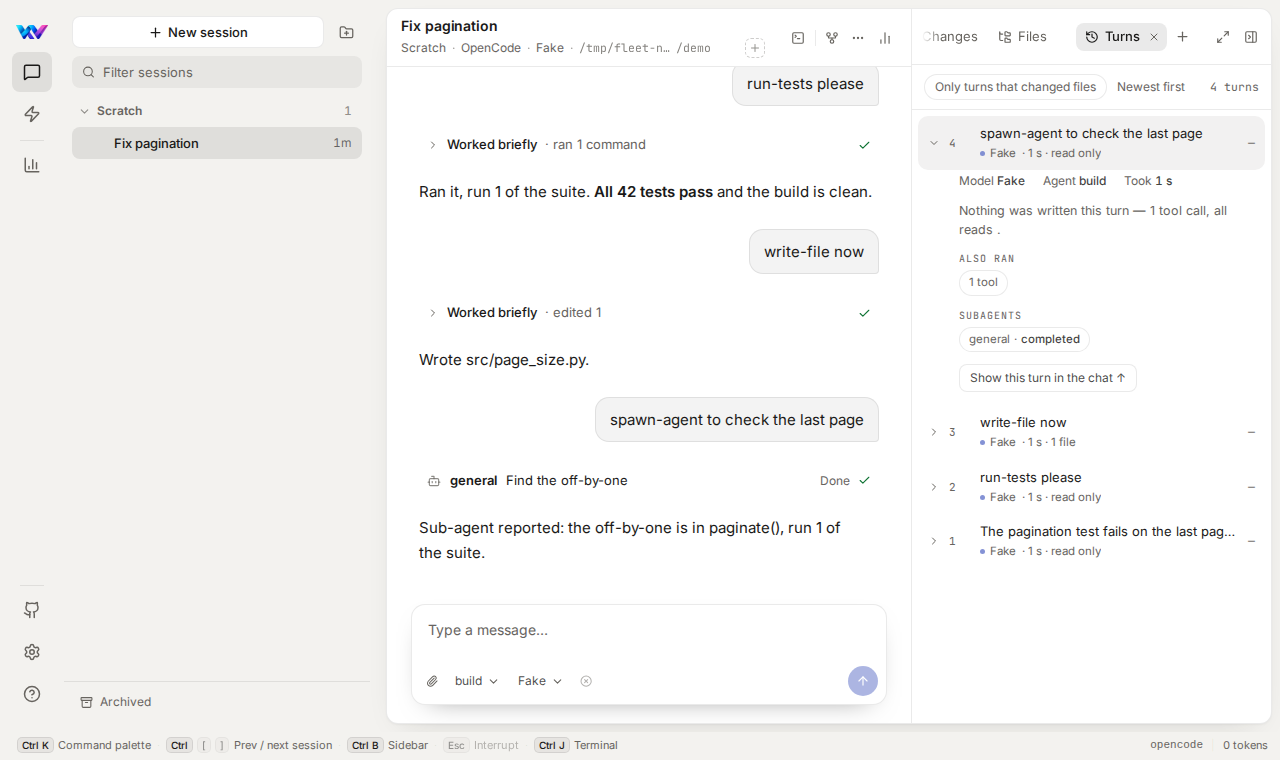 New session
Filter sessions
Scratch 1
Fix pagination 1m
Archived
Fix pagination
Scratch · OpenCode · Fake · /tmp/fleet-n… /demo
run-tests please
Worked briefly · ran 1 command
Ran it, run 1 of the suite. All 42 tests pass and the build is clean.
write-file now
Worked briefly · edited 1
Wrote src/page_size.py.
spawn-agent to check the last page
general Find the off-by-one Done
Sub-agent reported: the off-by-one is in paginate(), run 1 of
the suite.
Type a message...
build Fake
Changes Files Turns
Only turns that changed files Newest first 4 turns
4 spawn-agent to check the last page
Fake · 1 s · read only –
Model Fake Agent build Took 1 s
Nothing was written this turn — 1 tool call, all
reads .
ALSO RAN
1 tool
SUBAGENTS
general · completed
Show this turn in the chat ↑
3 write-file now
Fake · 1 s · 1 file –
2 run-tests please
Fake · 1 s · read only –
1 The pagination test fails on the last pag…
Fake · 1 s · read only –
Ctrl K Command palette Ctrl [ ] Prev / next session Ctrl B Sidebar Esc Interrupt Ctrl J Terminal opencode 0 tokens